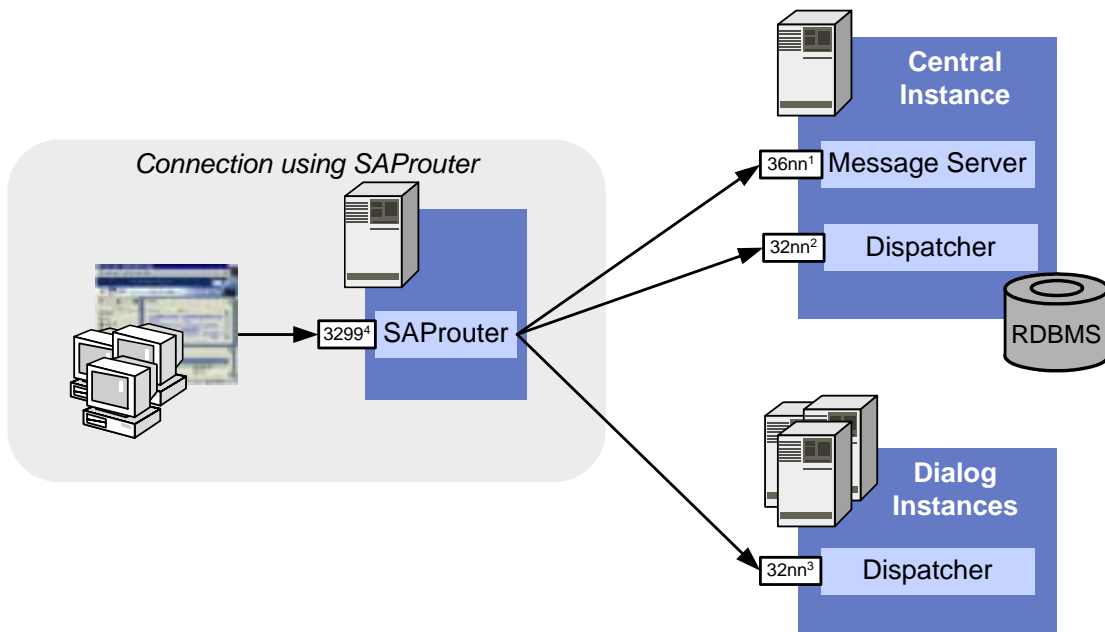 Connection using SAProuter
3299⁴
SAProuter
Central
Instance
36nn¹
Message Server
32nn²
Dispatcher
RDBMS
Dialog
Instances
32nn³
Dispatcher